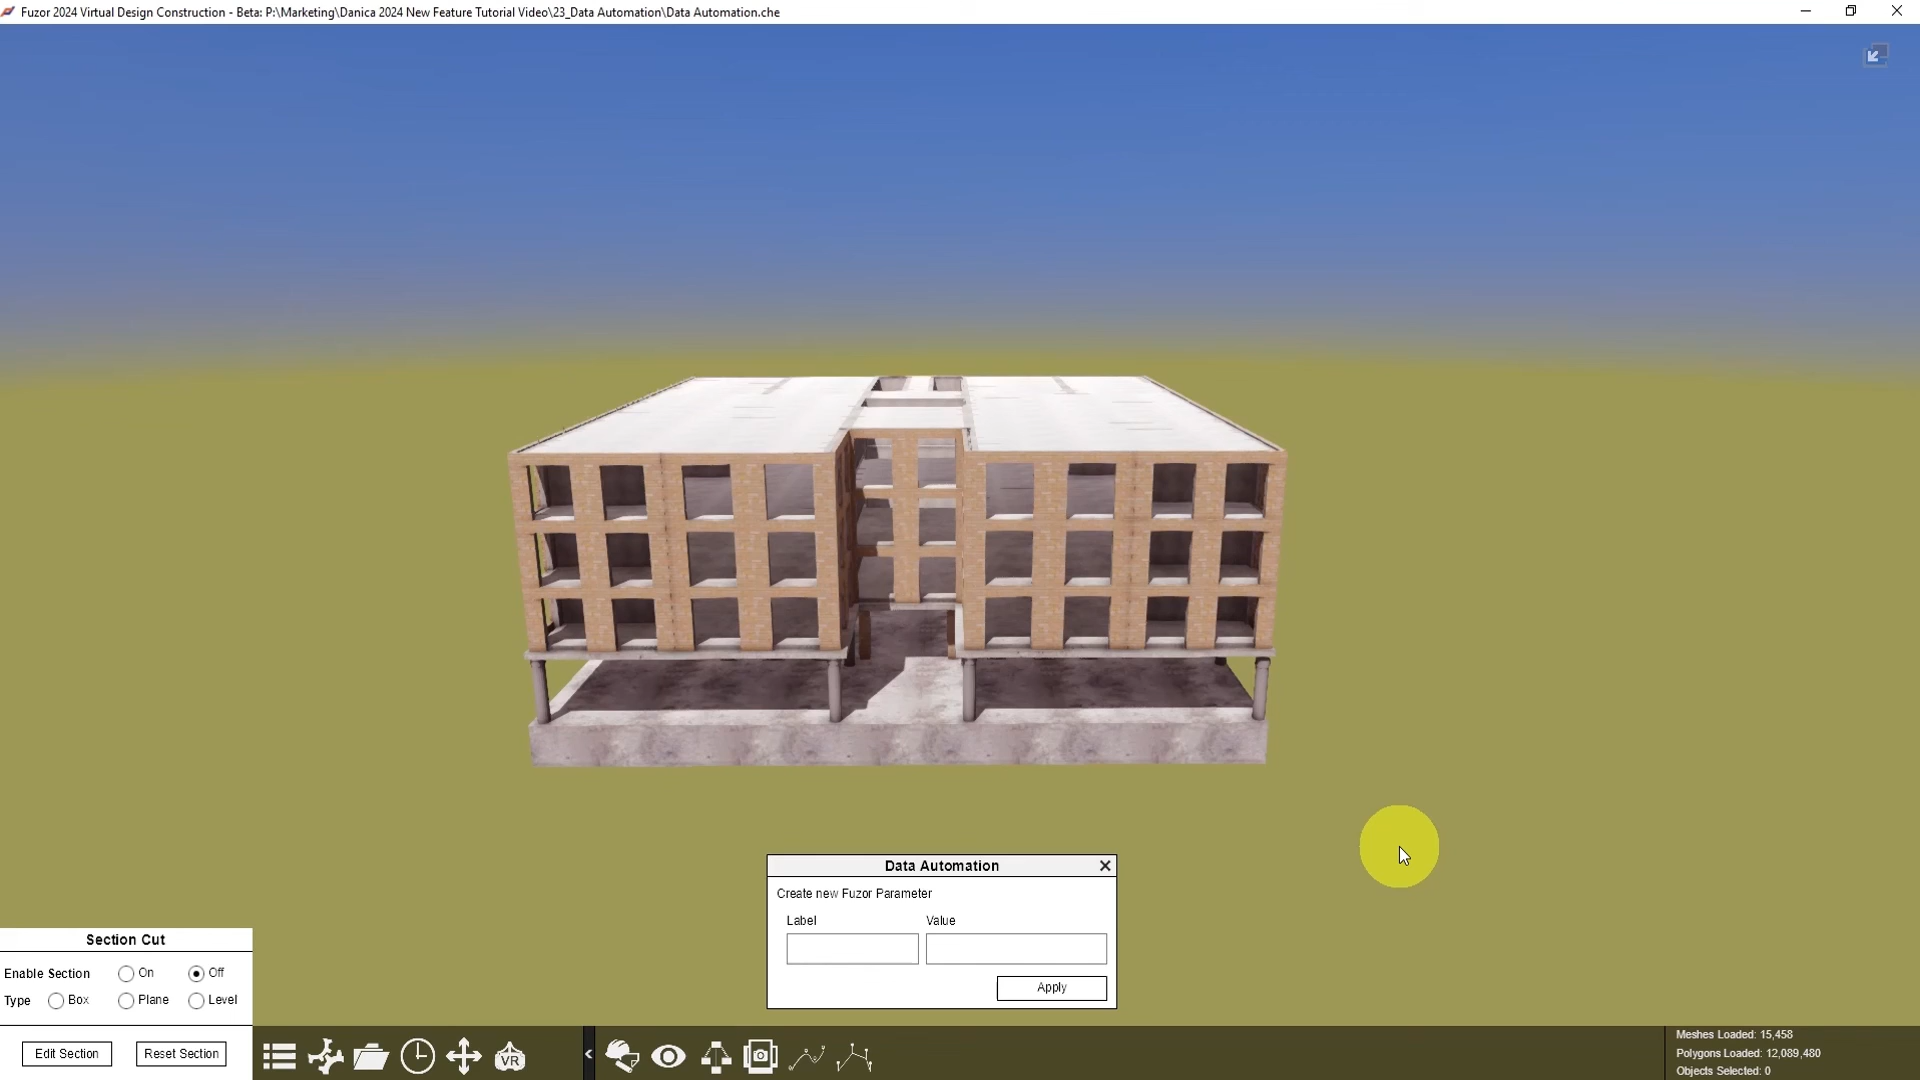 Fuzor 2024 Virtual Design Construction - Beta: P:\Marketing\Danica 2024 New Feature Tutorial Video\23_Data Automation\Data Automation.che
Data Automation
Create new Fuzor Parameter
Label Value
Apply
Section Cut
Enable Section On Off
Type Box Plane Level
Edit Section Reset Section
VR
<
Meshes Loaded: 15,458
Polygons Loaded: 12,089,480
Objects Selected: 0